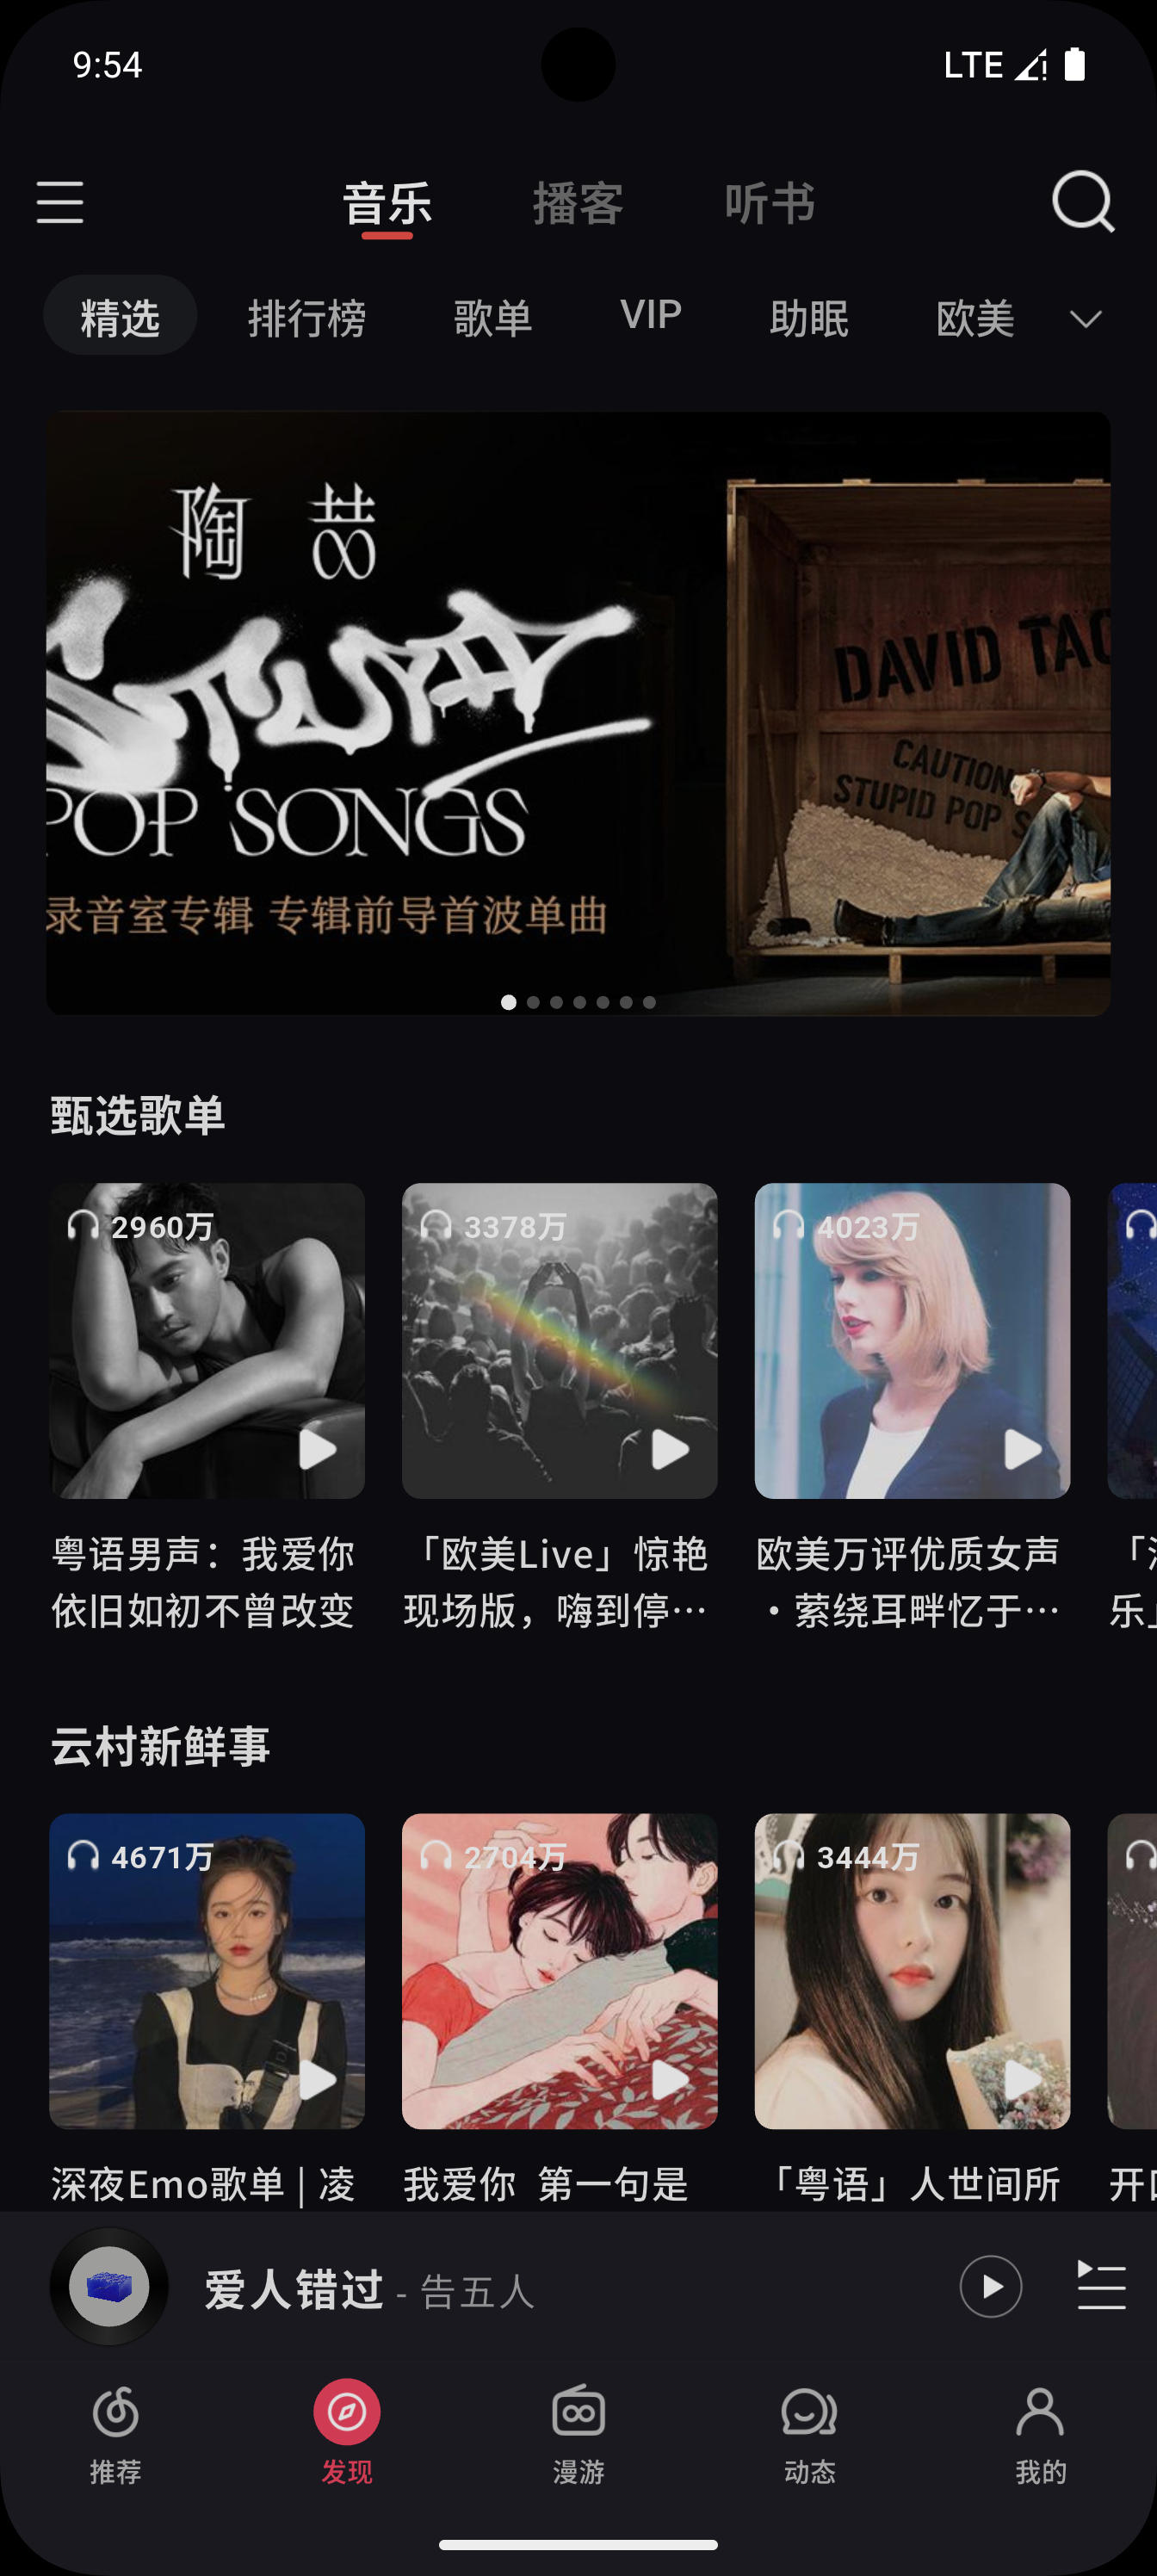 9:54
LTE
音乐
播客
听书
精选
排行榜
歌单
VIP
助眠
欧美
陶喆
STUPID
POP SONGS
录音室专辑 专辑前导首波单曲
DAVID TAO
CAUTION
STUPID POP S
甄选歌单
2960万
3378万
4023万
粤语男声：我爱你
依旧如初不曾改变
「欧美Live」惊艳
现场版，嗨到停…
欧美万评优质女声
·萦绕耳畔忆于…
乐」
云村新鲜事
4671万
2704万
3444万
深夜Emo歌单 | 凌
我爱你 第一句是
「粤语」人世间所
开
爱人错过 - 告五人
推荐
发现
漫游
动态
我的